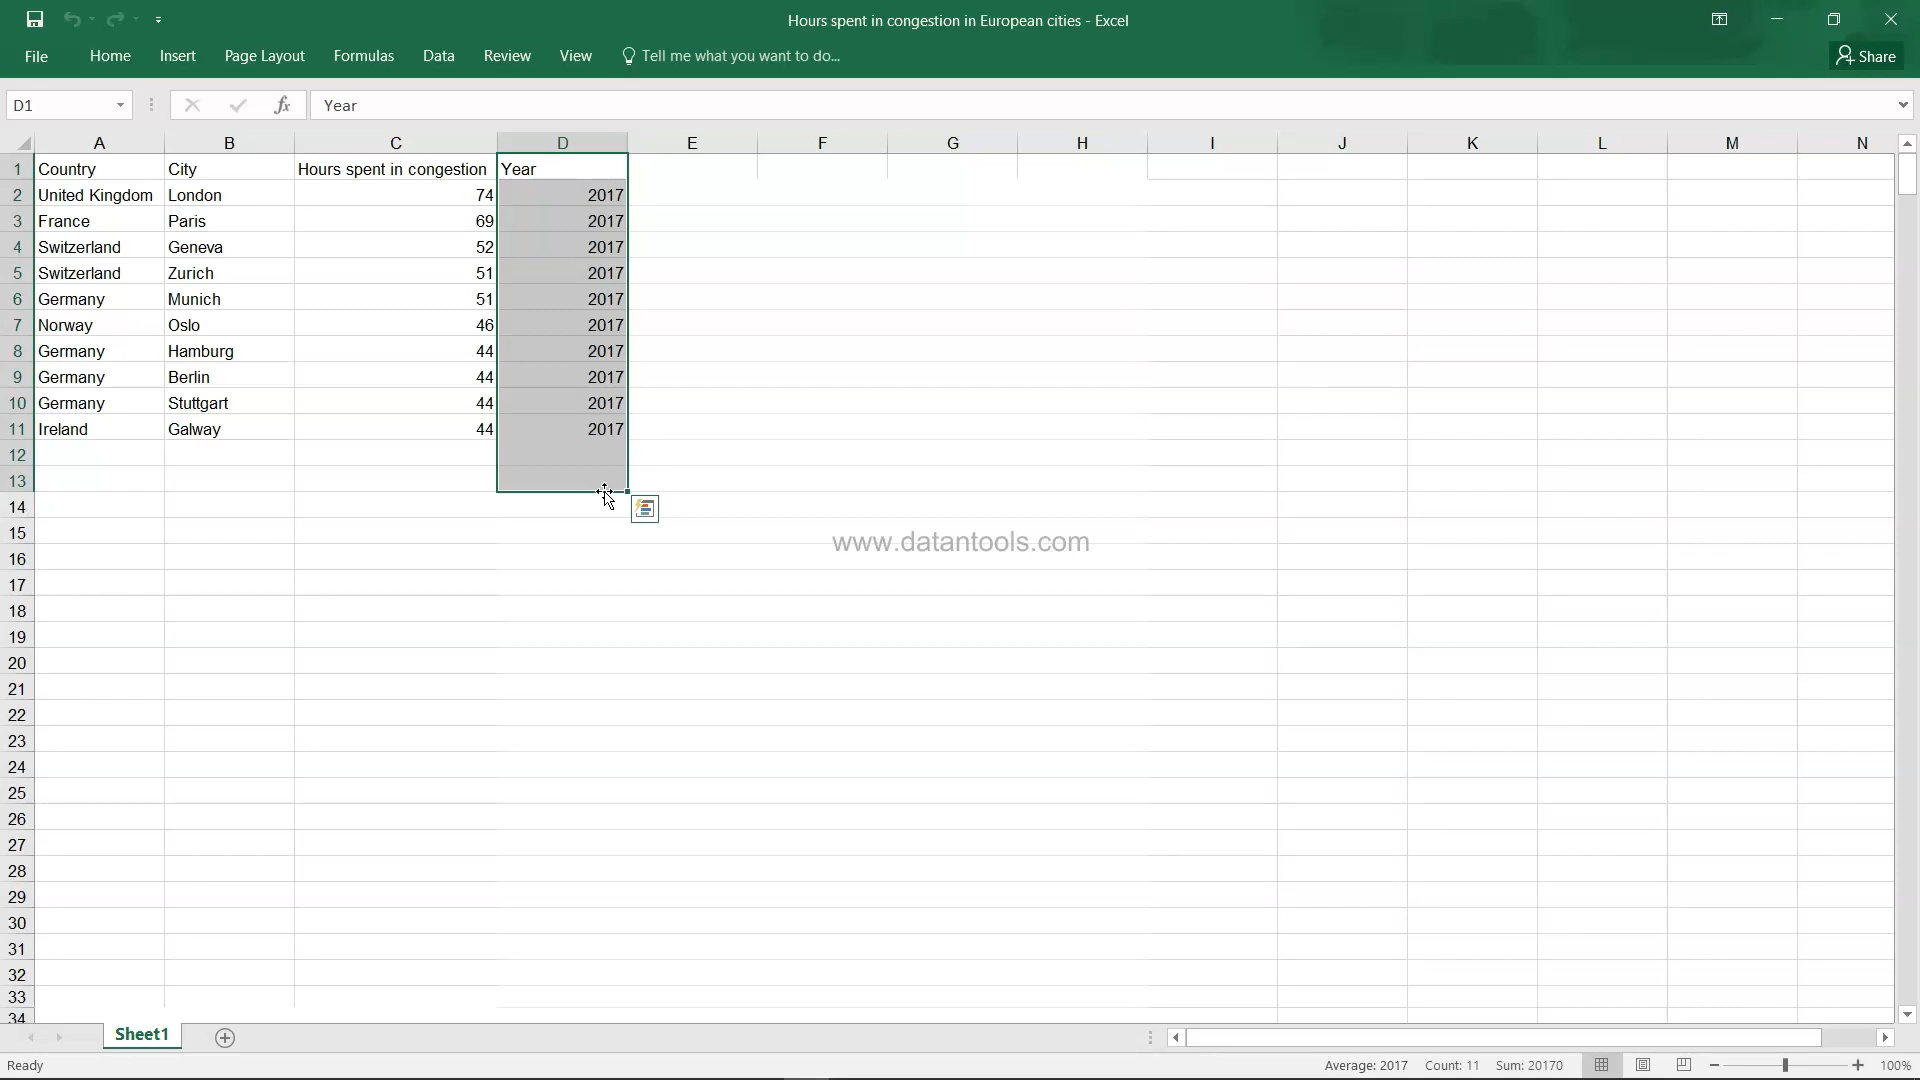 Hours spent in congestion in European cities - Excel
File Home Insert Page Layout Formulas Data Review View Tell me what you want to do... Share
D1 fx Year
A B C D E F G H I J K L M N
1 Country City Hours spent in congestion Year
2 United Kingdom London 74 2017
3 France Paris 69 2017
4 Switzerland Geneva 52 2017
5 Switzerland Zurich 51 2017
6 Germany Munich 51 2017
7 Norway Oslo 46 2017
8 Germany Hamburg 44 2017
9 Germany Berlin 44 2017
10 Germany Stuttgart 44 2017
11 Ireland Galway 44 2017
12
13
14
15
www.datantools.com
16
17
18
19
20
21
22
23
24
25
26
27
28
29
30
31
32
33
34
Sheet1
Ready Average: 2017 Count: 11 Sum: 20170 100%